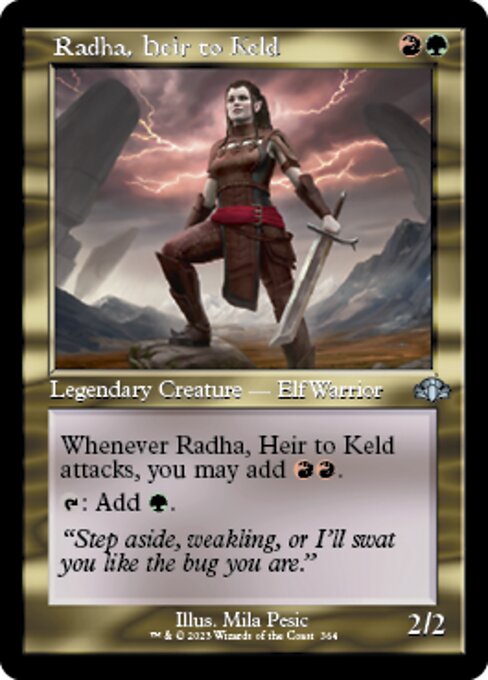 Radha, Heir to Keld
Legendary Creature — Elf Warrior
Whenever Radha, Heir to Keld
attacks, you may add.
: Add.
“Step aside, weakling, or I’ll swat
you like the bug you are.”
Illus. Mila Pesic
™ & © 2023 Wizards of the Coast 364
2/2